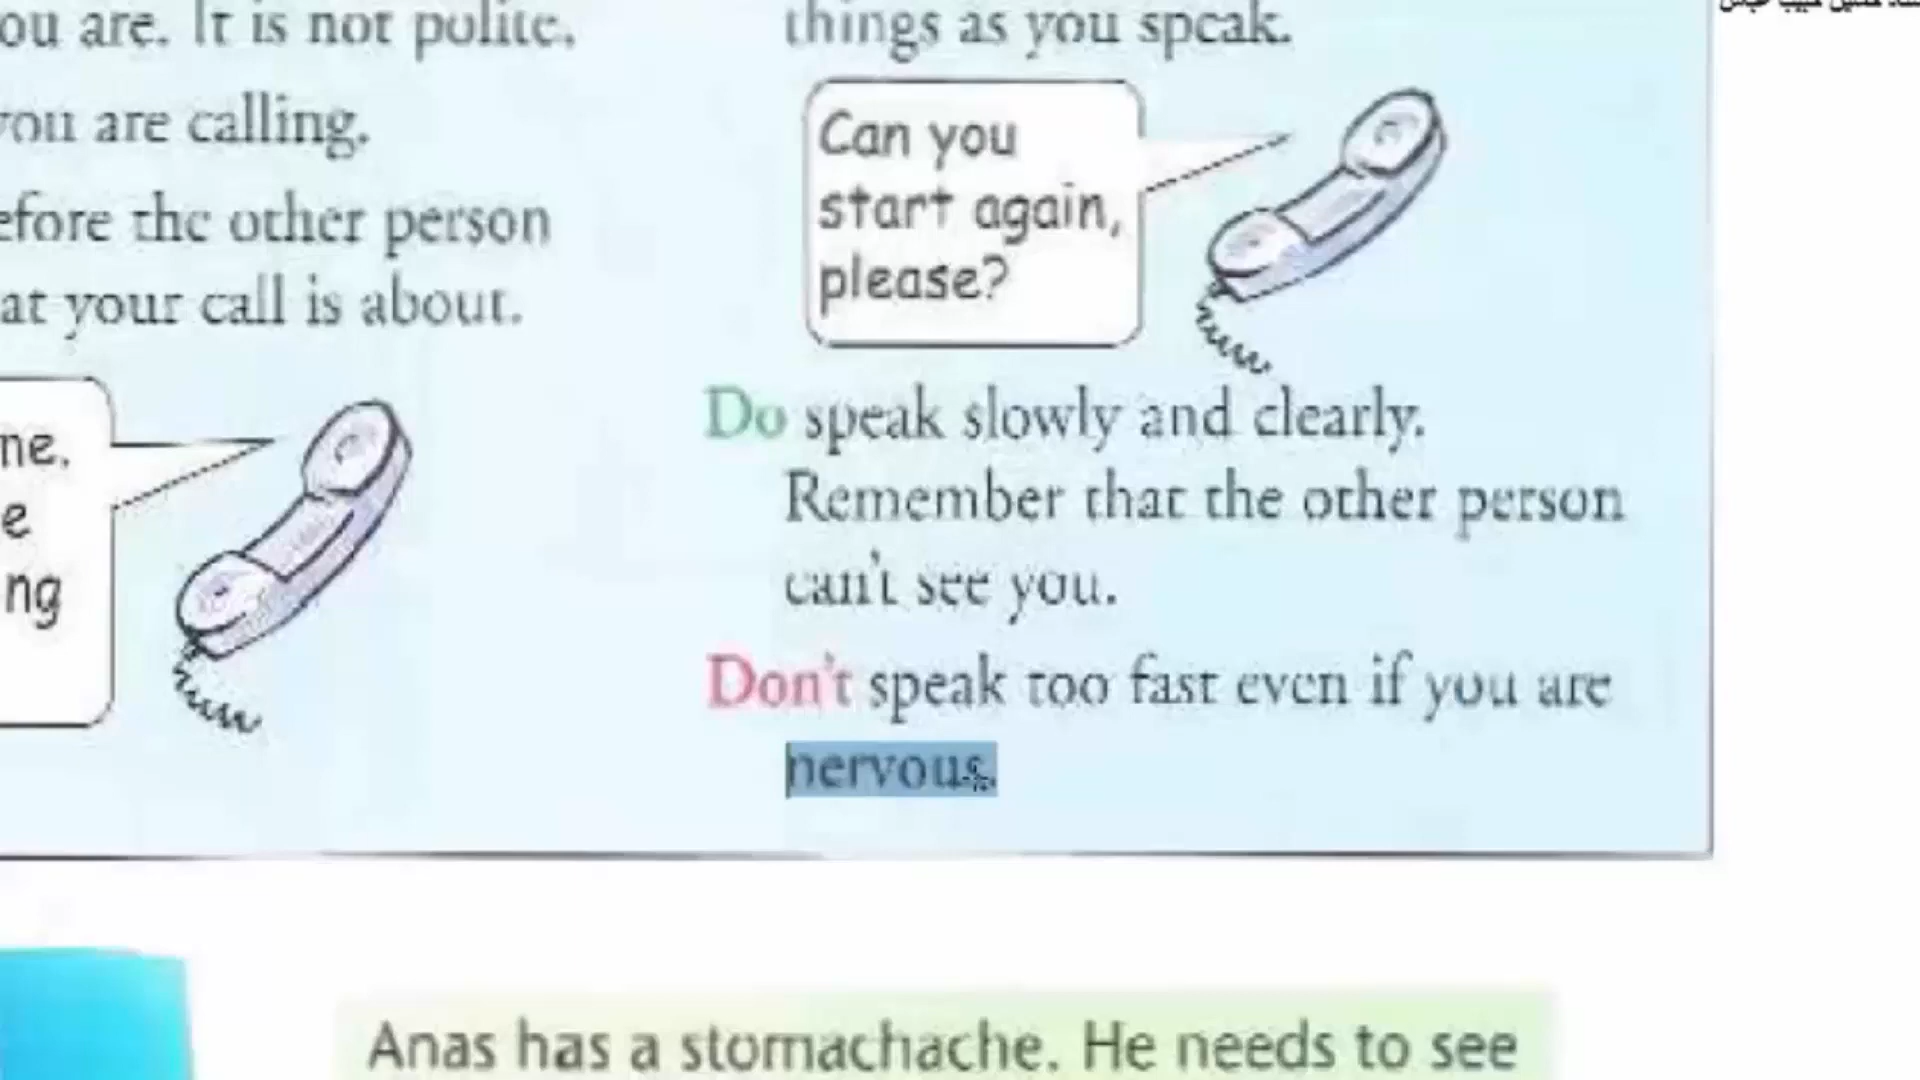 ou are. It is not polite.
you are calling.
efore the other person
at your call is about.
me.
e
ng
things as you speak.
Can you
start again,
please?
Do speak slowly and clearly.
Remember that the other person
can't see you.
Don't speak too fast even if you are
nervous.
Anas has a stomachache. He needs to see